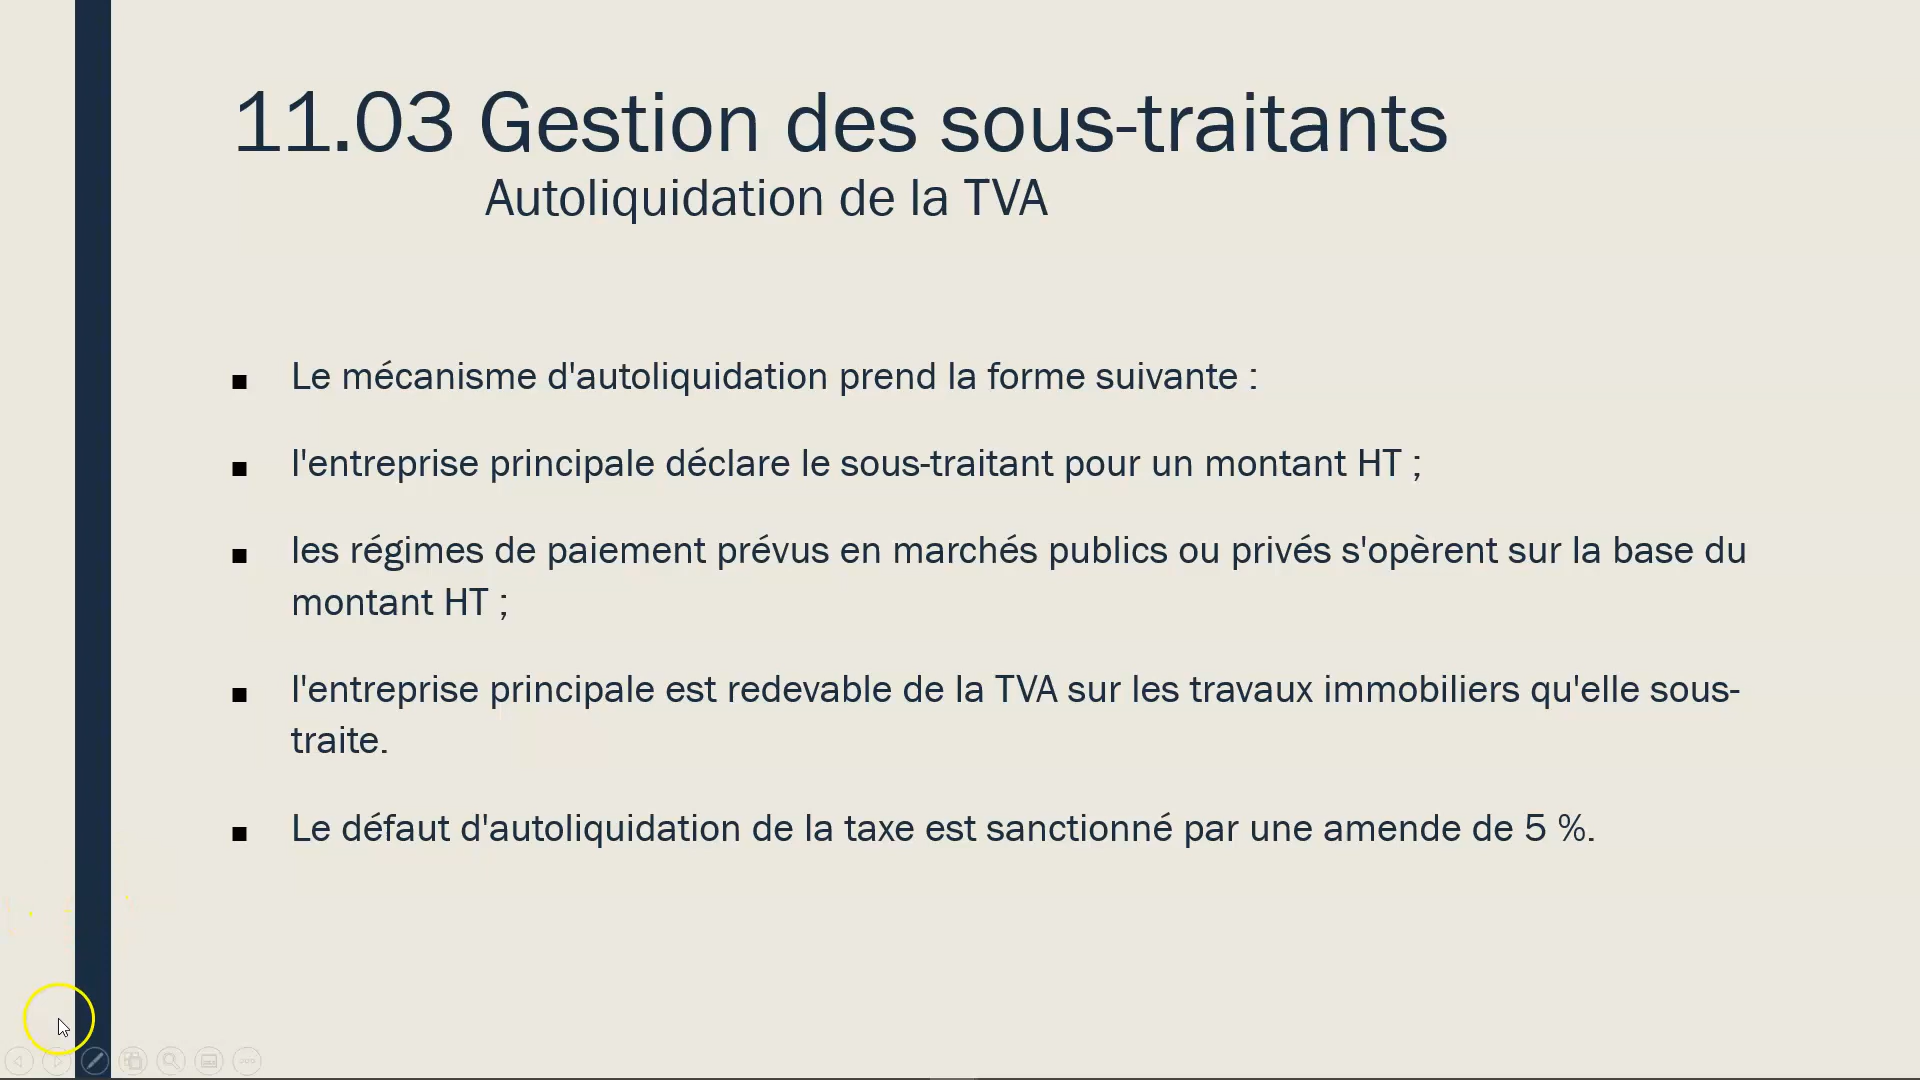 11.03 Gestion des sous-traitants
Autoliquidation de la TVA
■ Le mécanisme d'autoliquidation prend la forme suivante :
■ l'entreprise principale déclare le sous-traitant pour un montant HT ;
■ les régimes de paiement prévus en marchés publics ou privés s'opèrent sur la base du
montant HT ;
■ l'entreprise principale est redevable de la TVA sur les travaux immobiliers qu'elle sous-
traite.
■ Le défaut d'autoliquidation de la taxe est sanctionné par une amende de 5 %.